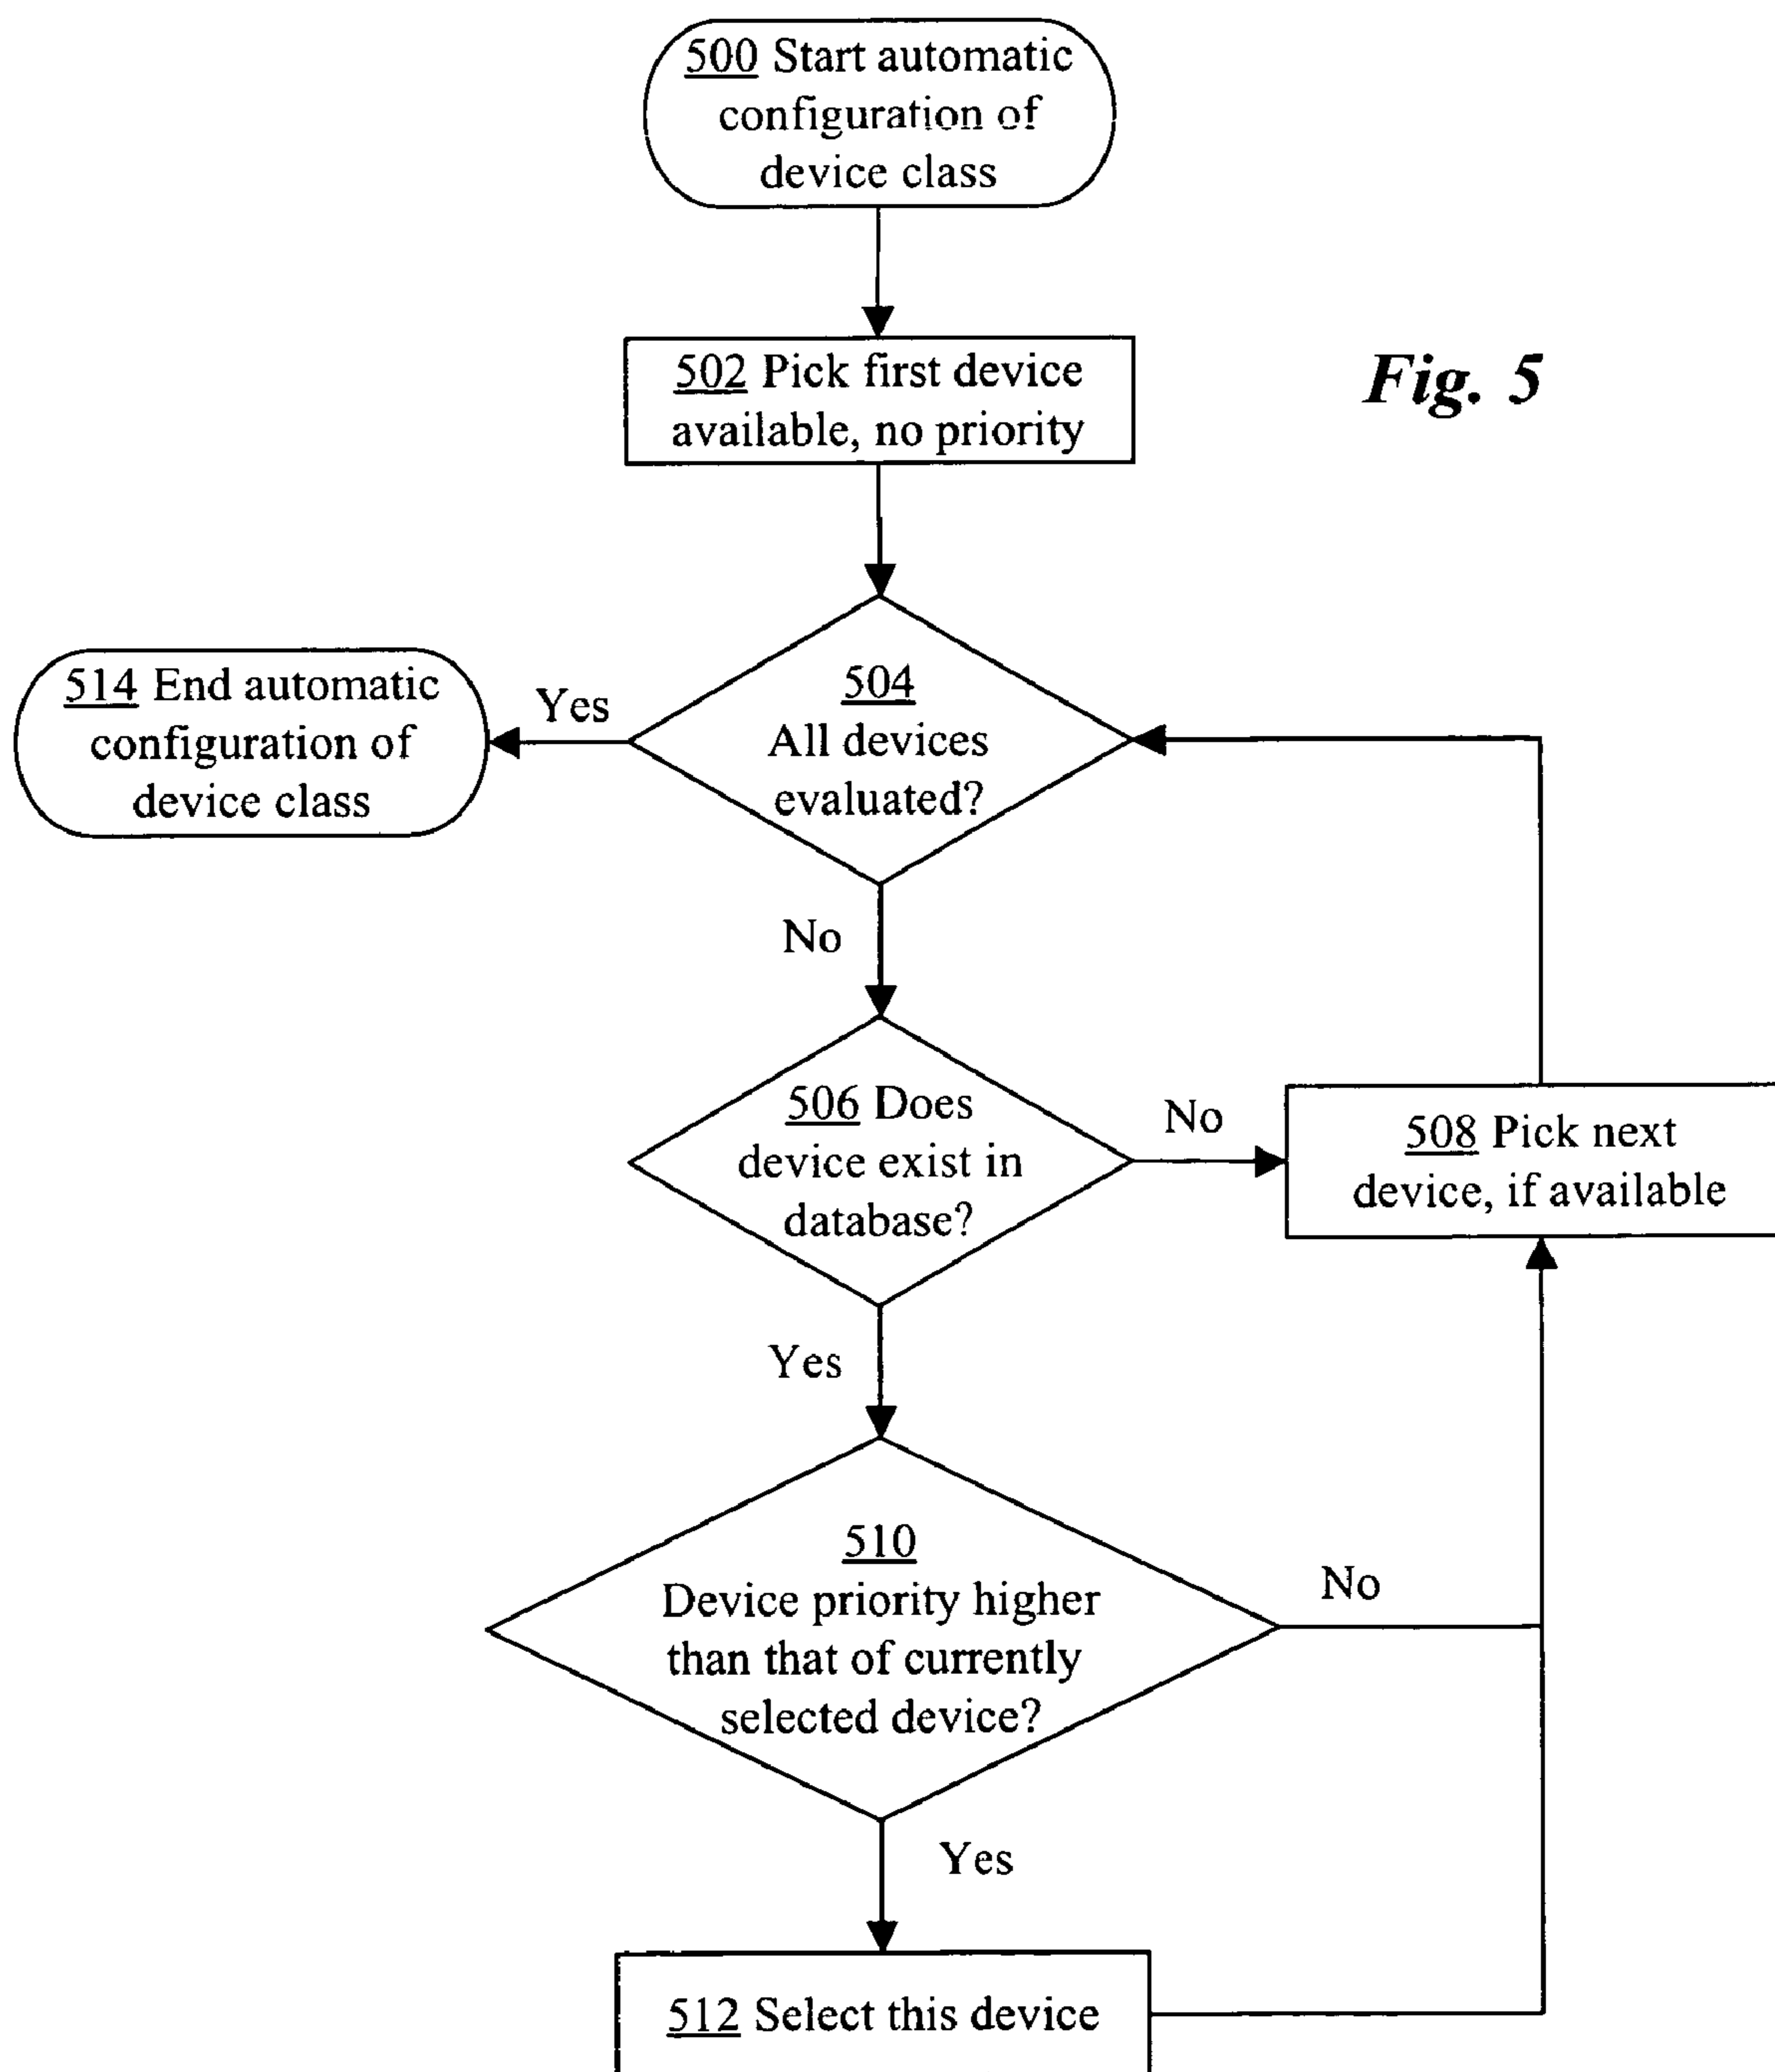 500 Start automatic
configuration of
device class
502 Pick first device
available, no priority
Fig. 5
504
All devices
evaluated?
Yes
514 End automatic
configuration of
device class
No
506 Does
device exist in
database?
No
508 Pick next
device, if available
Yes
510
Device priority higher
than that of currently
selected device?
No
Yes
512 Select this device